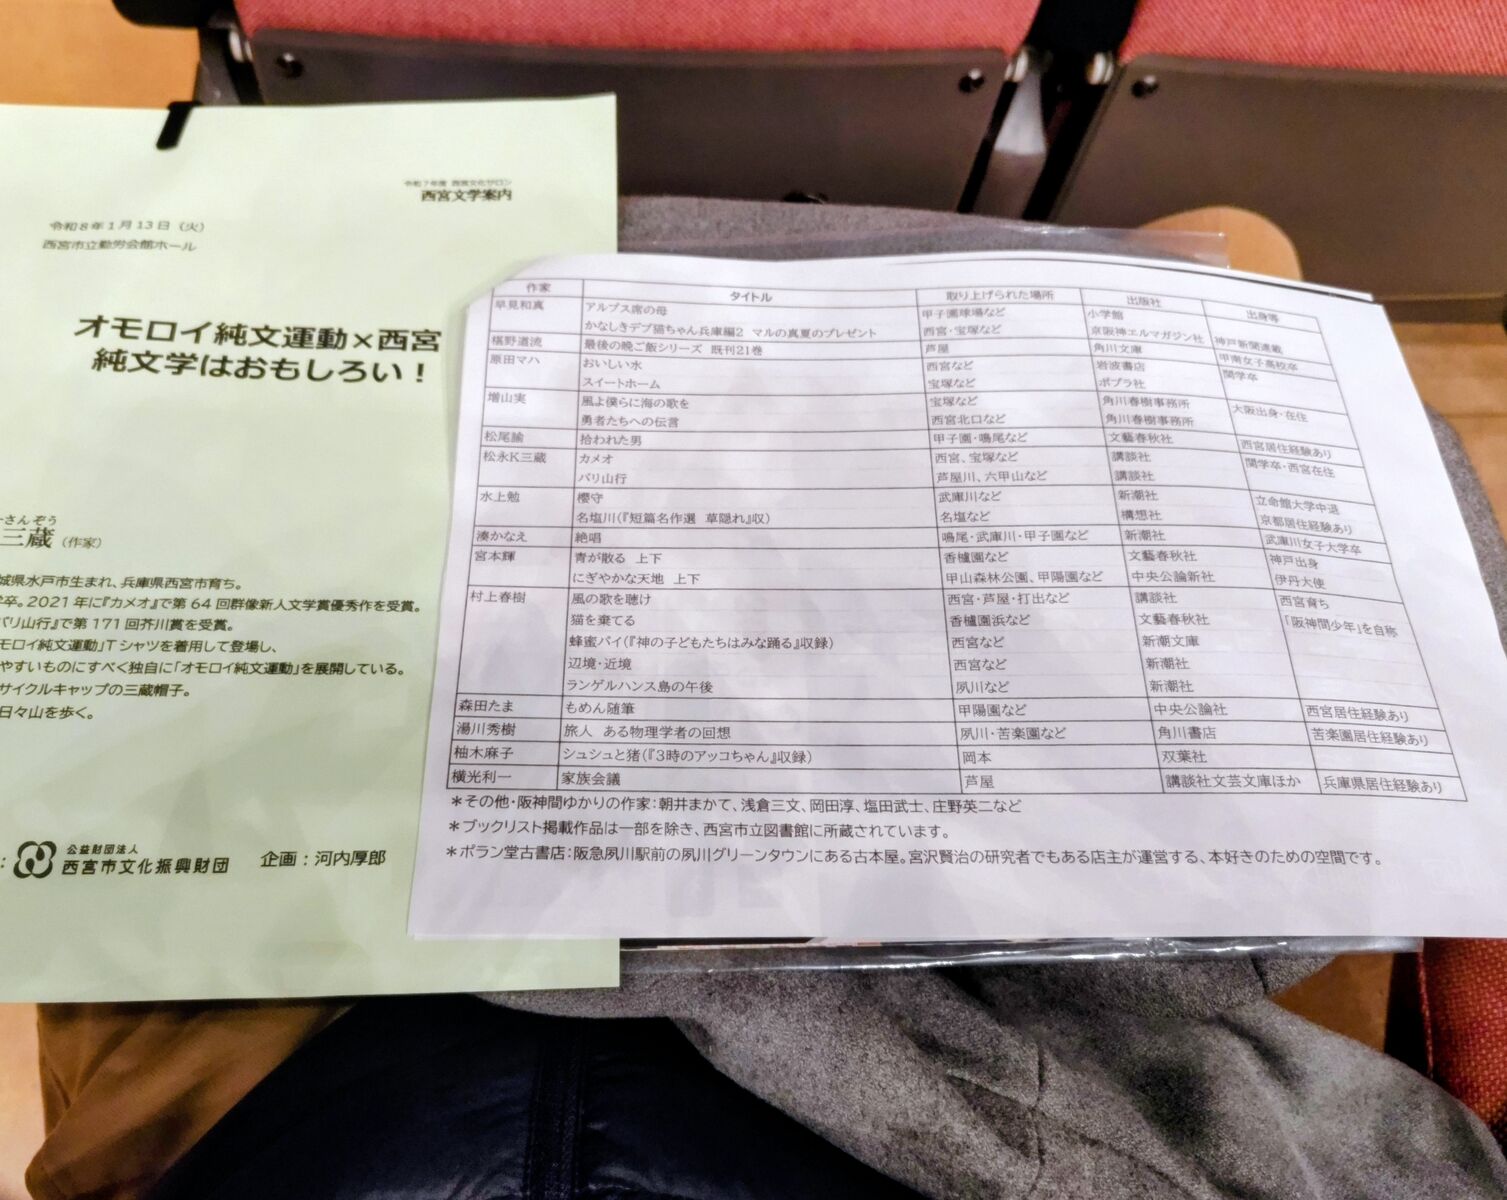 令和7年度 西宮文化サロン
西宮文学案内
令和8年1月13日（火）
西宮市立勤労会館ホール
オモロイ純文運動×西宮
純文学はおもしろい！
さんぞう
三蔵（作家）
城県水戸市生まれ、兵庫県西宮市育ち。
卒。2021年に『カメオ』で第64回群像新人文学賞優秀作を受賞。
バリ山行』で第171回芥川賞を受賞。
モロイ純文運動」Tシャツを着用して登場し、
やすいものにすべく独自に「オモロイ純文運動」を展開している。
サイクルキャップの三蔵帽子。
日々山を歩く。
公益財団法人
西宮市文化振興財団 企画：河内厚郎
作家 タイトル 取り上げられた場所 出版社 出身等
早見和真 アルプス席の母 甲子園球場など 小学館
かなしきデブ猫ちゃん兵庫編2 マルの真夏のプレゼント 西宮・宝塚など 京阪神エルマガジン社 神戸新聞連載
椹野道流 最後の晩ご飯シリーズ 既刊21巻 芦屋 角川文庫 甲南女子高校卒
原田マハ おいしい水 西宮など 岩波書店 関学卒
スイートホーム 宝塚など ポプラ社
増山実 風よ僕らに海の歌を 宝塚など 角川春樹事務所 大阪出身・在住
勇者たちへの伝言 西宮北口など 角川春樹事務所
松尾諭 拾われた男 甲子園・鳴尾など 文藝春秋社 西宮居住経験あり
松永K三蔵 カメオ 西宮、宝塚など 講談社 関学卒・西宮在住
バリ山行 芦屋川、六甲山など 講談社
水上勉 櫻守 武庫川など 新潮社 立命館大学中退
名塩川（『短篇名作選 草隠れ』収） 名塩など 構想社 京都居住経験あり
湊かなえ 絶唱 鳴尾・武庫川・甲子園など 新潮社 武庫川女子大学卒
宮本輝 青が散る 上下 香櫨園など 文藝春秋社 神戸出身
にぎやかな天地 上下 甲山森林公園、甲陽園など 中央公論新社 伊丹大使
村上春樹 風の歌を聴け 西宮・芦屋・打出など 講談社 西宮育ち
猫を棄てる 香櫨園浜など 文藝春秋社 「阪神間少年」を自称
蜂蜜パイ（『神の子どもたちはみな踊る』収録） 西宮など 新潮文庫
辺境・近境 西宮など 新潮社
ランゲルハンス島の午後 夙川など 新潮社
森田たま もめん随筆 甲陽園など 中央公論社 西宮居住経験あり
湯川秀樹 旅人 ある物理学者の回想 夙川・苦楽園など 角川書店 苦楽園居住経験あり
柚木麻子 シュシュと猪（『3時のアッコちゃん』収録） 岡本 双葉社
横光利一 家族会議 芦屋 講談社文芸文庫ほか 兵庫県居住経験あり
＊その他・阪神間ゆかりの作家：朝井まかて、浅倉三文、岡田淳、塩田武士、庄野英二など
＊ブックリスト掲載作品は一部を除き、西宮市立図書館に所蔵されています。
＊ポラン堂古書店：阪急夙川駅前の夙川グリーンタウンにある古本屋。宮沢賢治の研究者でもある店主が運営する、本好きのための空間です。